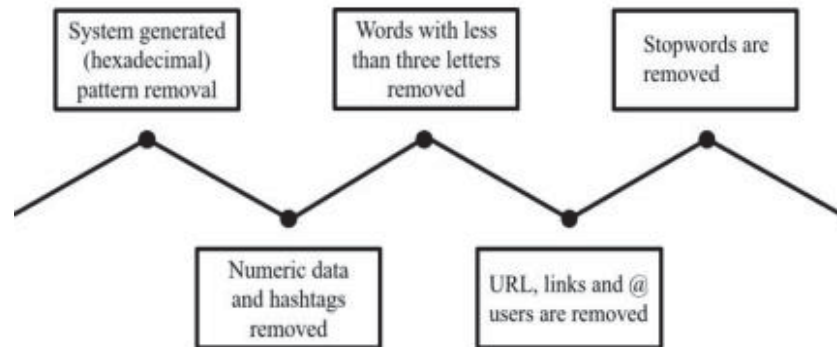 System generated
(hexadecimal)
pattern removal
Numeric data
and hashtags
removed
Words with less
than three letters
removed
URL, links and @
users are removed
Stopwords are
removed